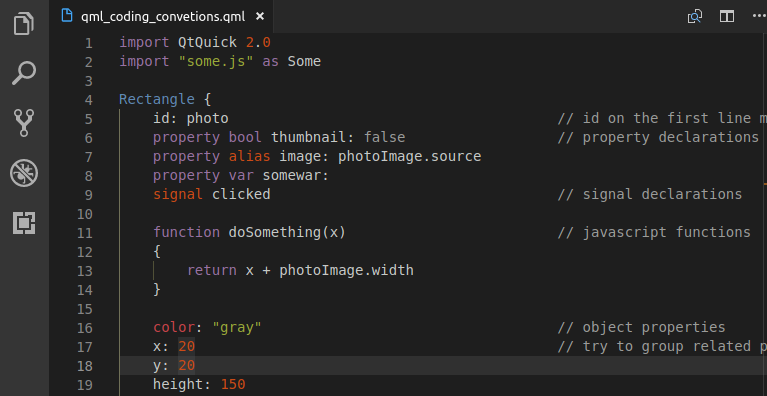 qml_coding_convetions.qml ×
1 import QtQuick 2.0
2 import "some.js" as Some
3
4 Rectangle {
5 id: photo // id on the first line
6 property bool thumbnail: false // property declarations
7 property alias image: photoImage.source
8 property var somewar:
9 signal clicked // signal declarations
10
11 function doSomething(x) // javascript functions
12 {
13 return x + photoImage.width
14 }
15
16 color: "gray" // object properties
17 x: 20 // try to group related
18 y: 20
19 height: 150